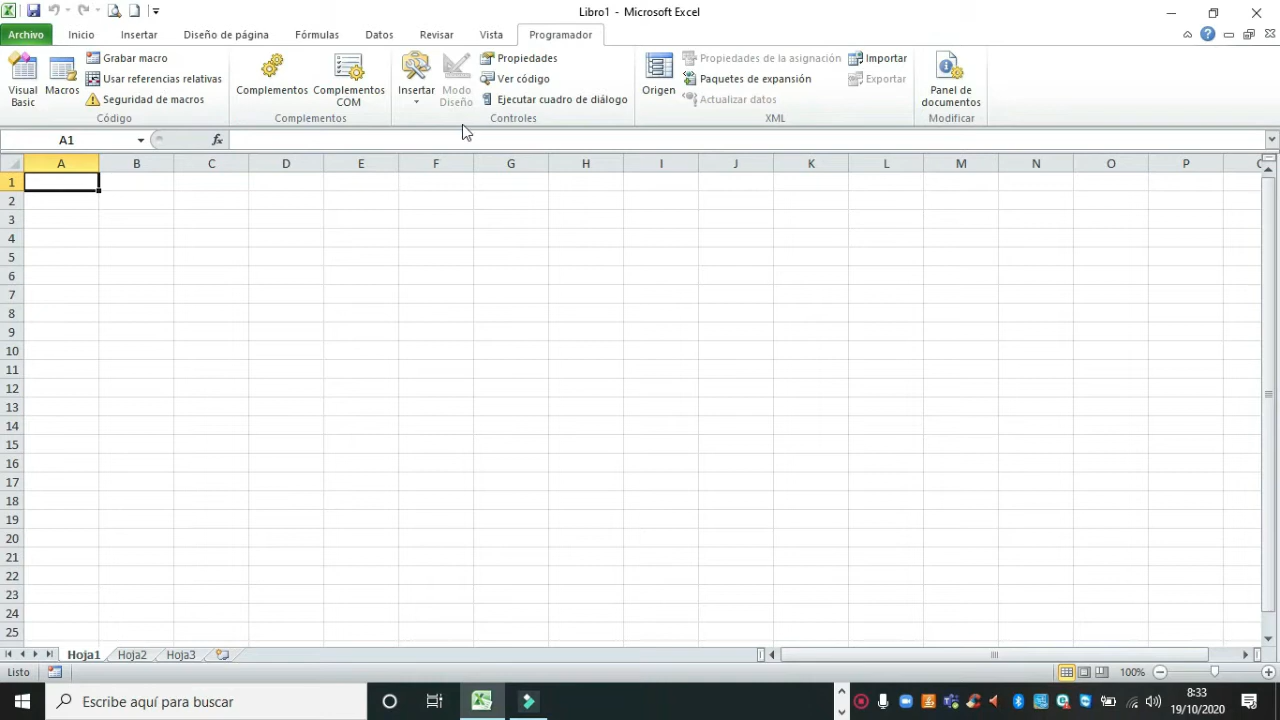 Libro1 - Microsoft Excel
Archivo Inicio Insertar Diseño de página Fórmulas Datos Revisar Vista Programador
Visual Basic
Macros
Grabar macro
Usar referencias relativas
Seguridad de macros
Código
Complementos
Complementos COM
Complementos
Insertar
Modo Diseño
Propiedades
Ver código
Ejecutar cuadro de diálogo
Controles
Origen
Propiedades de la asignación
Paquetes de expansión
Actualizar datos
Importar
Exportar
XML
Panel de documentos
Modificar
A1 fx
A B C D E F G H I J K L M N O P
1
2
3
4
5
6
7
8
9
10
11
12
13
14
15
16
17
18
19
20
21
22
23
24
25
Hoja1 Hoja2 Hoja3
Listo 100%
Escribe aquí para buscar
8:33
19/10/2020